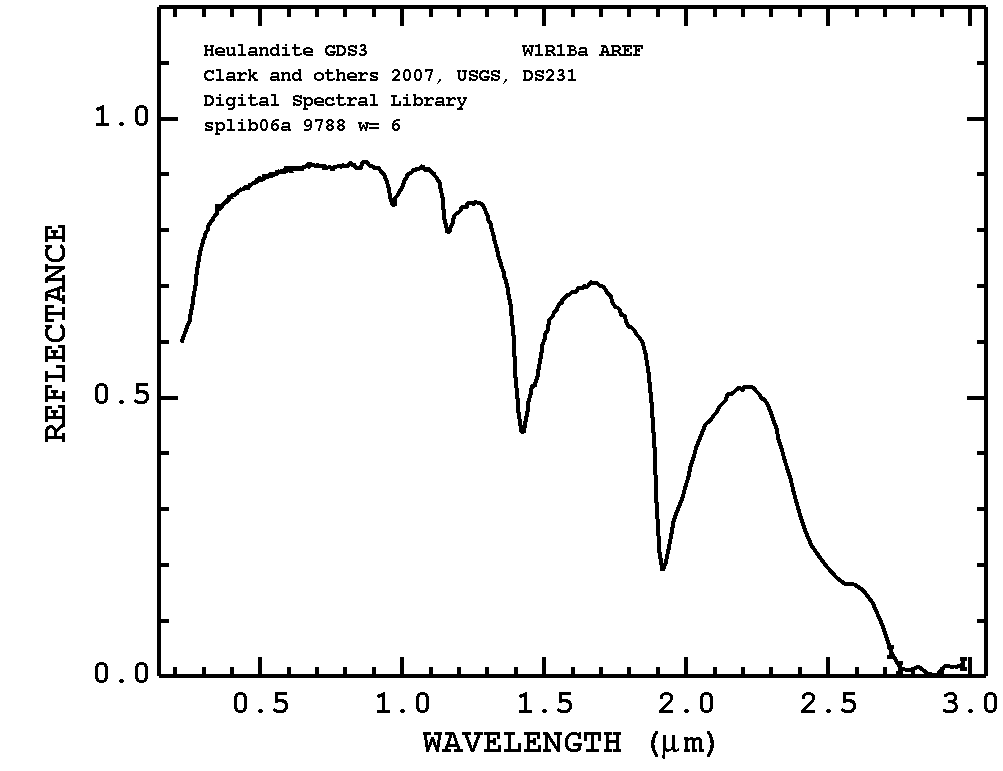 Heulandite GDS3 W1R1Ba AREF
Clark and others 2007, USGS, DS231
Digital Spectral Library
splib06a 9788 w= 6
1.0
0.5
0.0
REFLECTANCE
0.5 1.0 1.5 2.0 2.5 3.0
WAVELENGTH (μm)